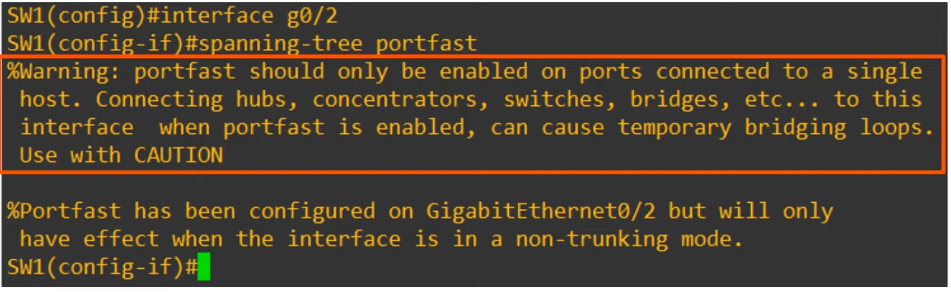 SW1(config)#interface g0/2
SW1(config-if)#spanning-tree portfast
%Warning: portfast should only be enabled on ports connected to a single
host. Connecting hubs, concentrators, switches, bridges, etc... to this
interface  when portfast is enabled, can cause temporary bridging loops.
Use with CAUTION
%Portfast has been configured on GigabitEthernet0/2 but will only
have effect when the interface is in a non-trunking mode.
SW1(config-if)#